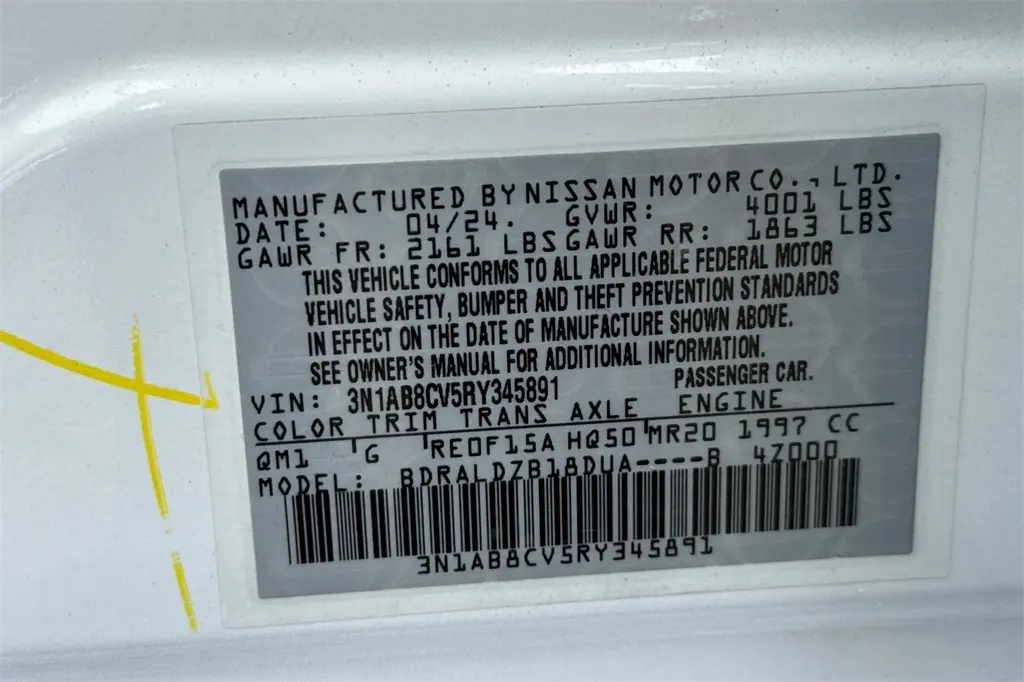 MANUFACTURED BY NISSAN MOTOR CO., LTD.
DATE: 04/24. GVWR: 4001 LBS
GAWR FR: 2161 LBS GAWR RR: 1863 LBS
THIS VEHICLE CONFORMS TO ALL APPLICABLE FEDERAL MOTOR
VEHICLE SAFETY, BUMPER AND THEFT PREVENTION STANDARDS
IN EFFECT ON THE DATE OF MANUFACTURE SHOWN ABOVE.
SEE OWNER'S MANUAL FOR ADDITIONAL INFORMATION.
VIN: 3N1AB8CV5RY345891 PASSENGER CAR.
COLOR TRIM TRANS AXLE ENGINE
QM1 G RE0F15A HQ50 MR20 1997 CC
MODEL: BDRALDZB18DUA----B 4Z000
3N1AB8CV5RY345891